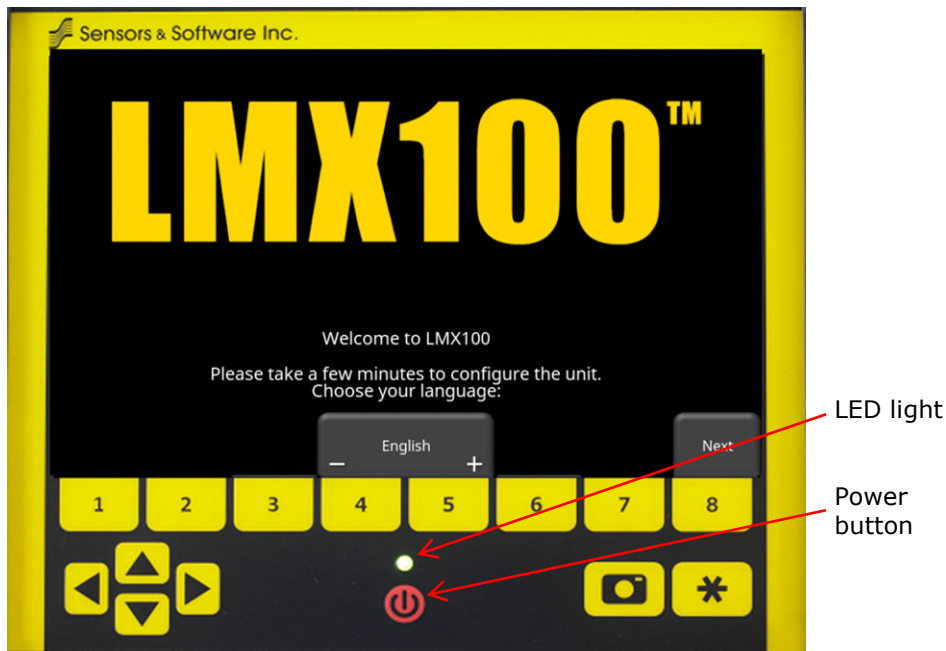 Sensors & Software Inc.
LMX100™
Welcome to LMX100
Please take a few minutes to configure the unit.
Choose your language:
English
− +
Next
1 2 3 4 5 6 7 8
LED light
Power
button